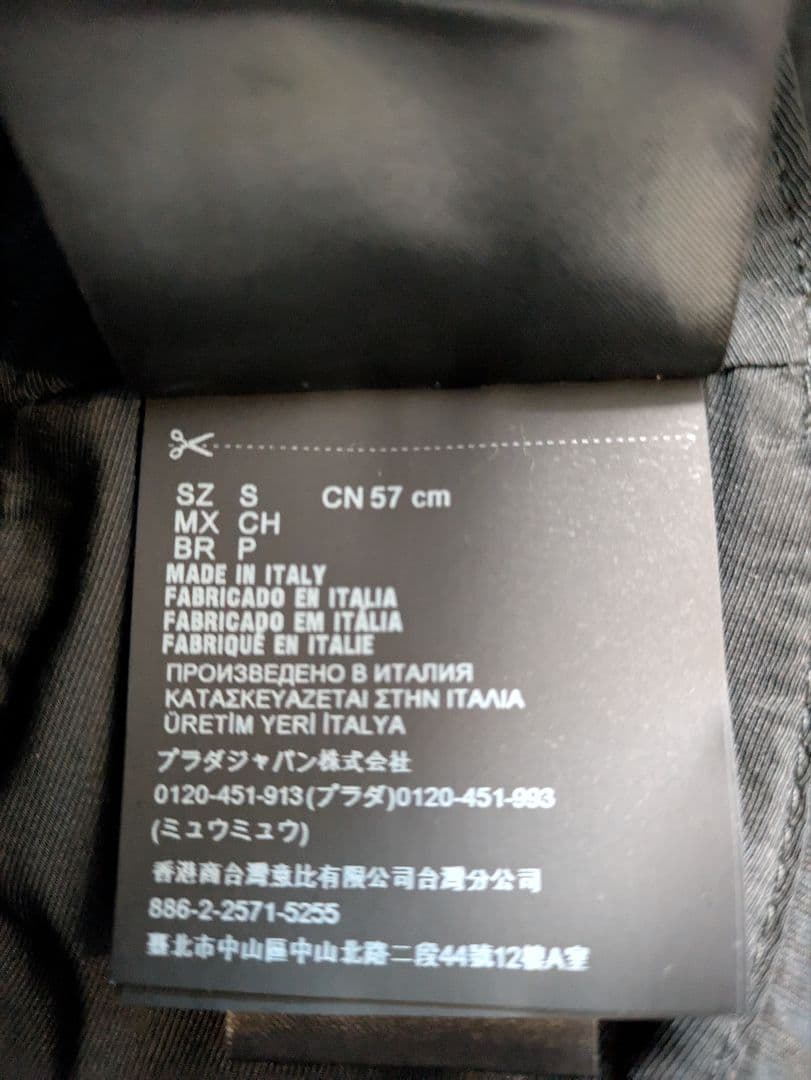 SZ S CN 57 cm
MX CH
BR P
MADE IN ITALY
FABRICADO EN ITALIA
FABRICADO EM ITÁLIA
FABRIQUÉ EN ITALIE
ПРОИЗВЕДЕНО В ИТАЛИЯ
ΚΑΤΑΣΚΕΥΑΖΕΤΑΙ ΣΤΗΝ ΙΤΑΛΙΑ
ÜRETİM YERİ İTALYA
プラダジャパン株式会社
0120-451-913(プラダ)0120-451-993
(ミュウミュウ)
香港商台灣意比有限公司台灣分公司
886-2-2571-5255
臺北市中山區中山北路二段44號12樓A室